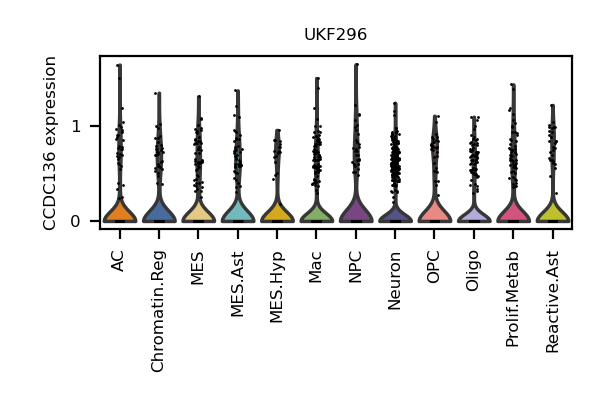 UKF296
CCDC136 expression
1
0
AC
Chromatin.Reg
MES
MES.Ast
MES.Hyp
Mac
NPC
Neuron
OPC
Oligo
Prolif.Metab
Reactive.Ast